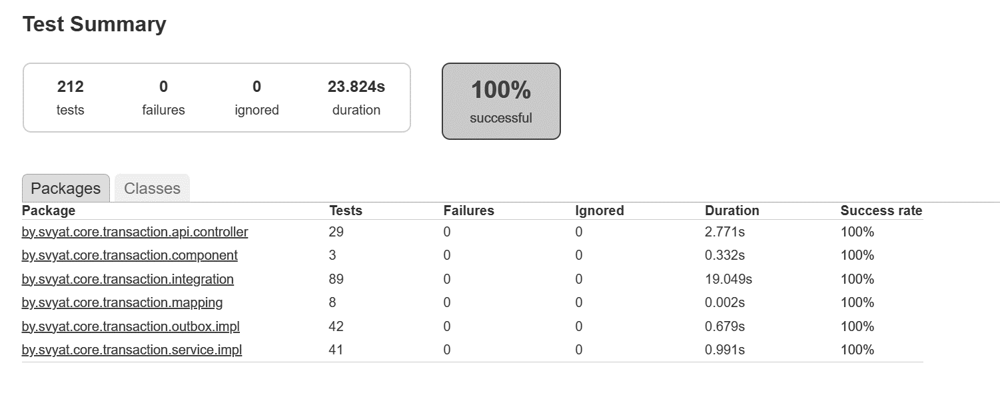 Test Summary
212 0 0 23.824s
tests failures ignored duration
100%
successful
Packages Classes
Package Tests Failures Ignored Duration Success rate
by.svyat.core.transaction.api.controller 29 0 0 2.771s 100%
by.svyat.core.transaction.component 3 0 0 0.332s 100%
by.svyat.core.transaction.integration 89 0 0 19.049s 100%
by.svyat.core.transaction.mapping 8 0 0 0.002s 100%
by.svyat.core.transaction.outbox.impl 42 0 0 0.679s 100%
by.svyat.core.transaction.service.impl 41 0 0 0.991s 100%